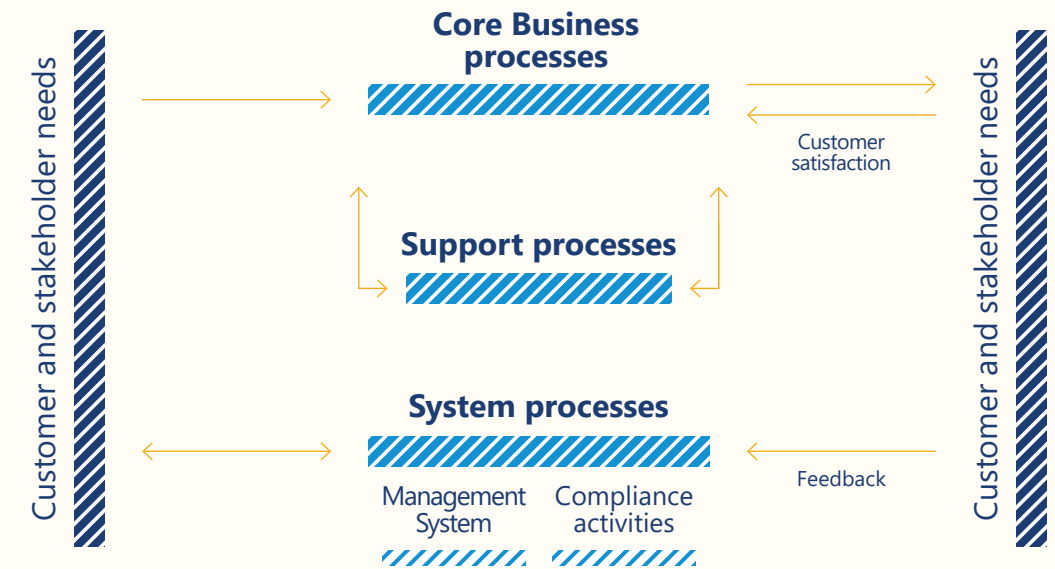 Customer and stakeholder needs
Core Business
processes
Customer
satisfaction
Support processes
System processes
Management
System
Compliance
activities
Feedback
Customer and stakeholder needs